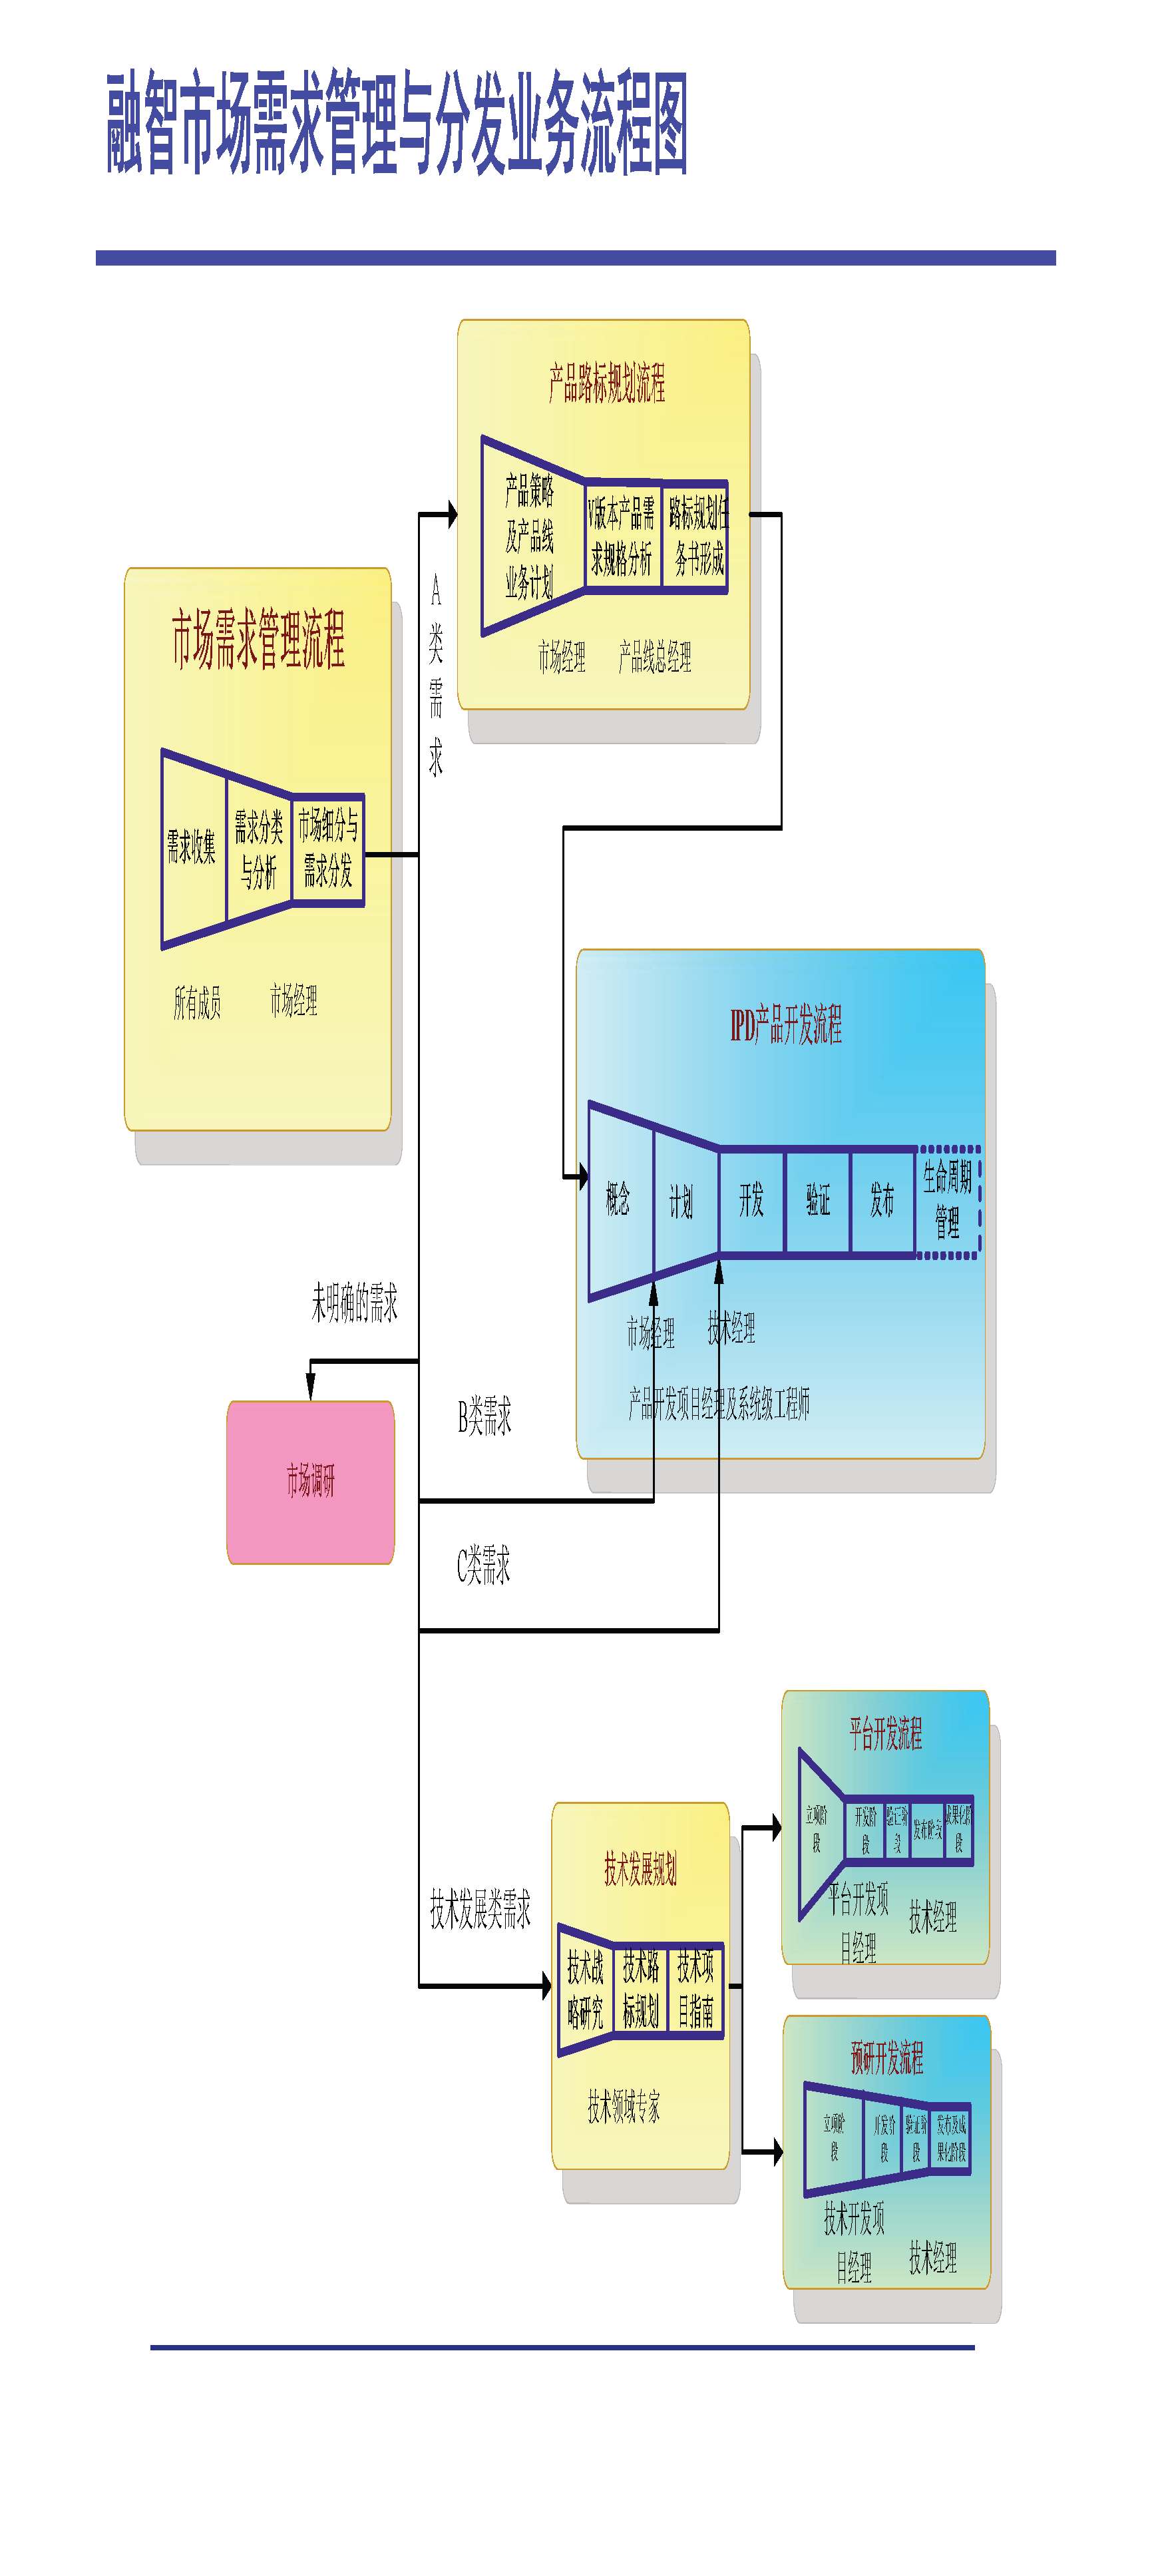 融智市场需求管理与分发业务流程图
产品路标规划流程
产品策略
及产品线
业务计划
V版本产品需
求规格分析
路标规划任
务书形成
市场经理
产品线总经理
A
类
需
求
市场需求管理流程
需求收集
需求分类
与分析
市场细分与
需求分发
所有成员
市场经理
IPD产品开发流程
概念
计划
开发
验证
发布
生命周期
管理
市场经理
技术经理
产品开发项目经理及系统级工程师
未明确的需求
市场调研
B类需求
C类需求
技术发展类需求
技术发展规划
技术战
略研究
技术路
标规划
技术项
目指南
技术领域专家
平台开发流程
立项阶
段
开发阶
段
验证阶
段
发布阶段
成果化阶
段
平台开发项
目经理
技术经理
预研开发流程
立项阶
段
开发阶
段
验证阶
段
发布及成
果化阶段
技术开发项
目经理
技术经理